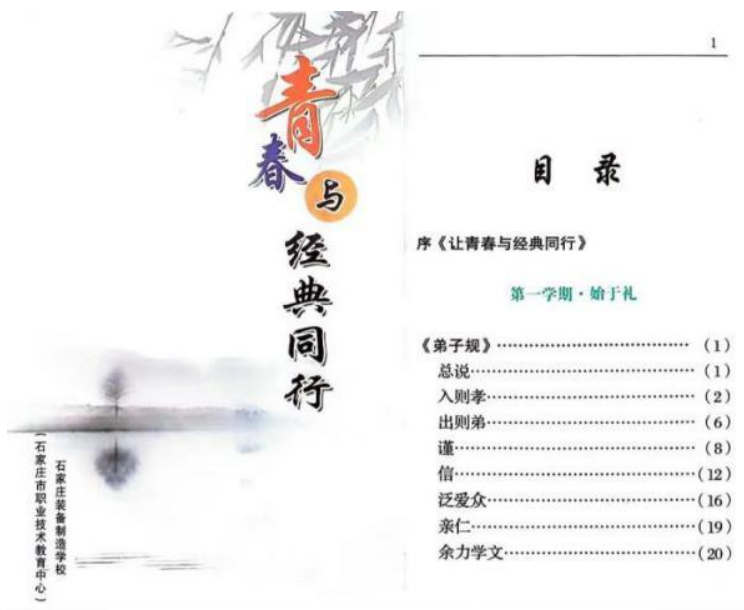 青春与经典同行
石家庄装备制造学校
（石家庄市职业技术教育中心）
1
目 录
序《让青春与经典同行》
第一学期·始于礼
《弟子规》………………………………（1）
总说………………………………………（1）
入则孝……………………………………（2）
出则弟……………………………………（6）
谨…………………………………………（8）
信…………………………………………（12）
泛爱众……………………………………（16）
亲仁………………………………………（19）
余力学文…………………………………（20）